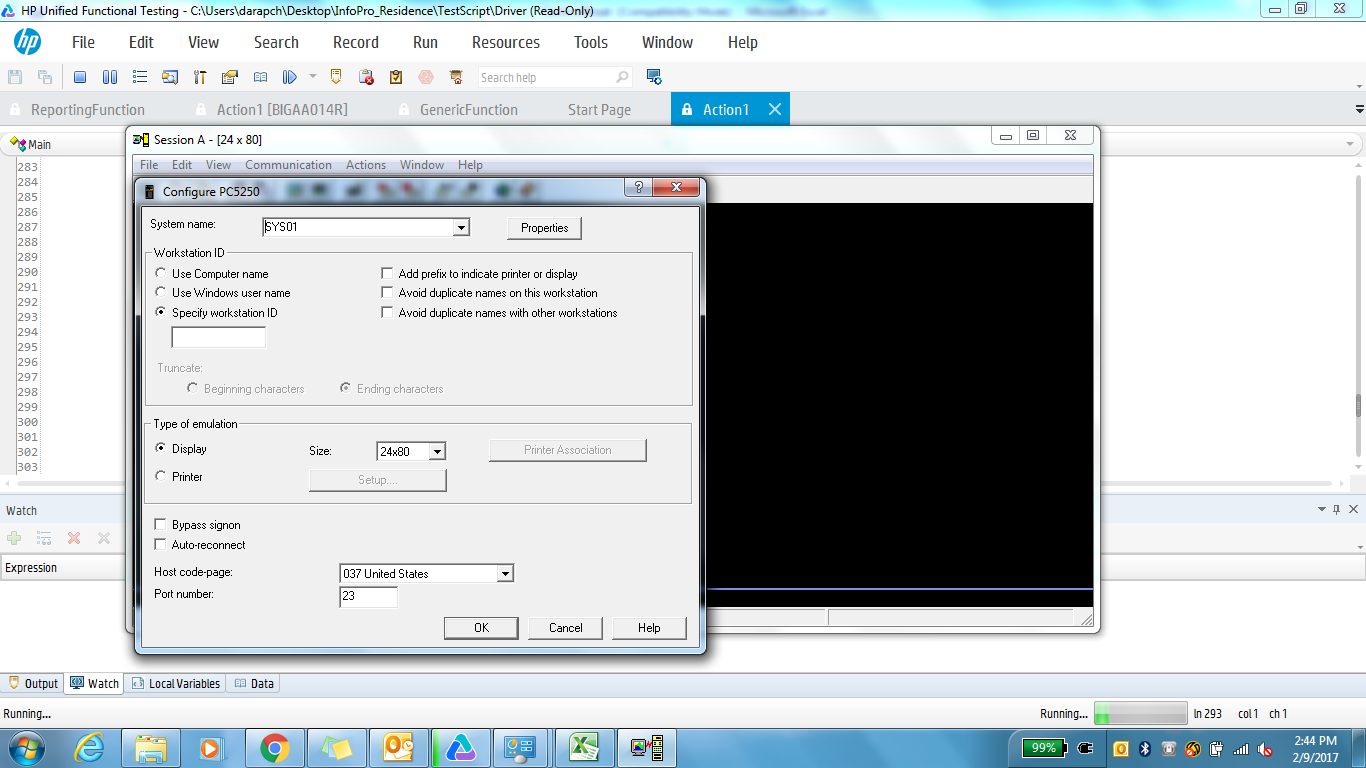 HP Unified Functional Testing - C:\Users\darapch\Desktop\InfoPro_Residence\TestScript\Driver (Read-Only)
hp File Edit View Search Record Run Resources Tools Window Help
Search help
ReportingFunction Action1 [BIGAA014R] GenericFunction Start Page Action1
Main
Session A - [24 x 80]
File Edit View Communication Actions Window Help
283
284
285
286
287
288
289
290
291
292
293
294
295
296
297
298
299
300
301
302
303
Configure PC5250
System name: SYS01 Properties
Workstation ID
Use Computer name Add prefix to indicate printer or display
Use Windows user name Avoid duplicate names on this workstation
Specify workstation ID Avoid duplicate names with other workstations
Truncate:
Beginning characters Ending characters
Type of emulation
Display Size: 24x80 Printer Association
Printer Setup....
Bypass signon
Auto-reconnect
Host code-page: 037 United States
Port number: 23
OK Cancel Help
Watch
Expression
Output Watch Local Variables Data
Running... Running... ln 293 col 1 ch 1
99% 2:44 PM
2/9/2017